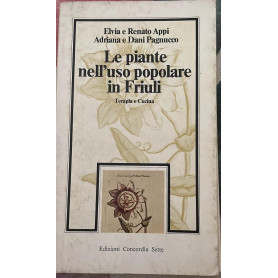 Elvia e Renato Appi
Adriana e Dani Pagnucco
Le piante
nell'uso popolare
in Friuli
Terapia e Cucina
Edizioni Concordia Sette